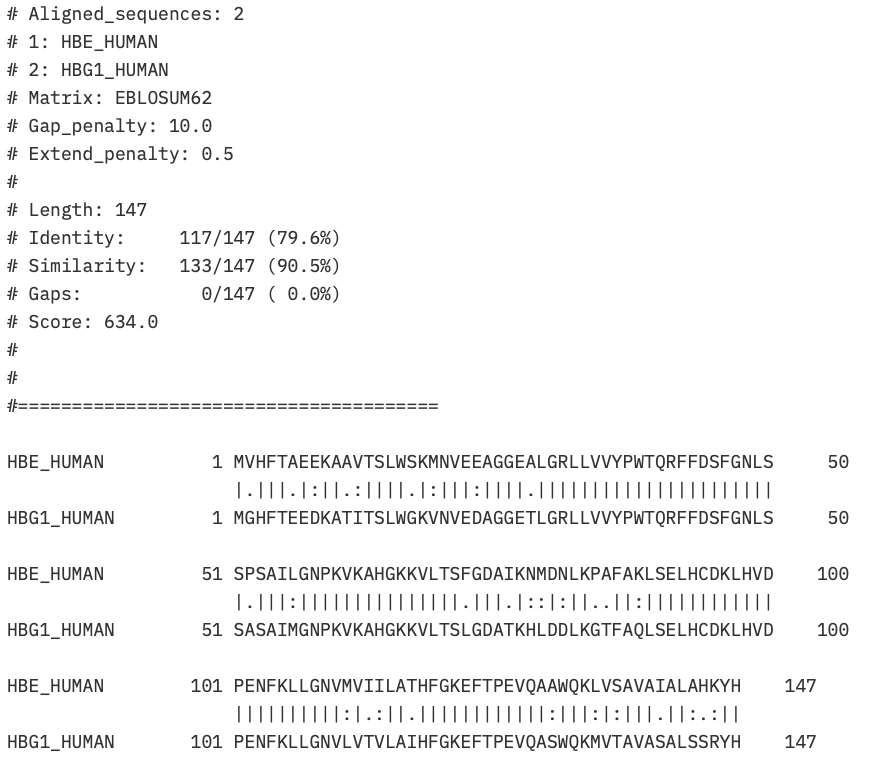 # Aligned_sequences: 2
# 1: HBE_HUMAN
# 2: HBG1_HUMAN
# Matrix: EBLOSUM62
# Gap_penalty: 10.0
# Extend_penalty: 0.5
#
# Length: 147
# Identity:     117/147 (79.6%)
# Similarity:   133/147 (90.5%)
# Gaps:           0/147 ( 0.0%)
# Score: 634.0
#
#
#=======================================
HBE_HUMAN          1 MVHFTAEEKAAVTSLWSKMNVEEAGGEALGRLLVVYPWTQRFFDSFGNLS     50
                     |.|||.|:||.:||||.|:|||:||||.||||||||||||||||||||||
HBG1_HUMAN         1 MGHFTEEDKATITSLWGKVNVEDAGGETLGRLLVVYPWTQRFFDSFGNLS     50
HBE_HUMAN         51 SPSAILGNPKVKAHGKKVLTSFGDAIKNMDNLKPAFAKLSELHCDKLHVD    100
                     |.|||:|||||||||||||||.|||.|::|:||..||:||||||||||||
HBG1_HUMAN        51 SASAIMGNPKVKAHGKKVLTSLGDATKHLDDLKGTFAQLSELHCDKLHVD    100
HBE_HUMAN        101 PENFKLLGNVMVIILATHFGKEFTPEVQAAWQKLVSAVAIALAHKYH    147
                     ||||||||||:|.:||.||||||||||||:|||:|:|||.||:.:||
HBG1_HUMAN       101 PENFKLLGNVLVTVLAIHFGKEFTPEVQASWQKMVTAVASALSSRYH    147